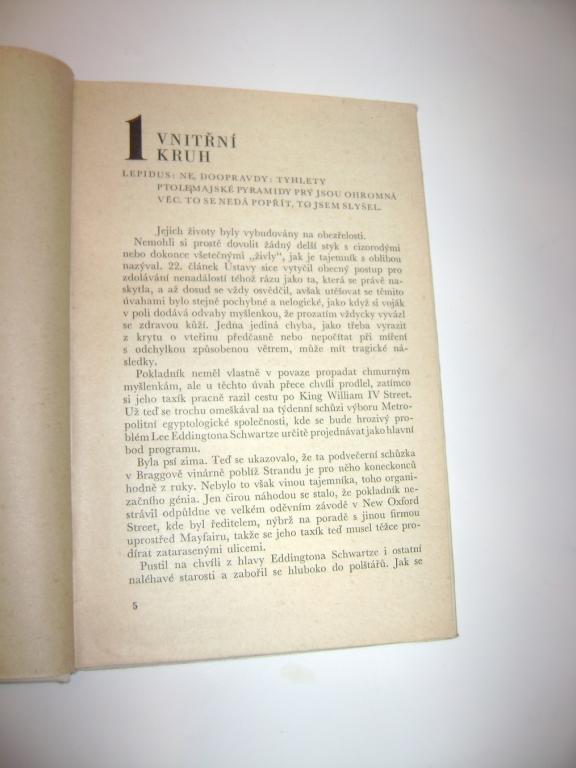 1 VNITŘNÍ
KRUH
LEPIDUS: NE, DOOPRAVDY: TYHLETY
PTOLEMAJSKÉ PYRAMIDY PRÝ JSOU OHROMNÁ
VĚC. TO SE NEDÁ POPŘÍT, TO JSEM SLYŠEL.
Jejich životy byly vybudovány na obezřelosti.
Nemohli si prostě dovolit žádný delší styk s cizorodými
nebo dokonce všetečnými „živly“, jak je tajemník s oblibou
nazýval. 22. článek Ústavy sice vytyčil obecný postup pro
zdolávání nenadálostí téhož rázu jako ta, která se právě na-
skytla, a až dosud se vždy osvědčil, avšak utěšovat se těmito
úvahami bylo stejně pochybné a nelogické, jako když si voják
v poli dodává odvahy myšlenkou, že prozatím vždycky vyvázl
se zdravou kůží. Jedna jediná chyba, jako třeba vyrazit
z krytu o vteřinu předčasně nebo nepočítat při míření
s odchylkou způsobenou větrem, může mít tragické ná-
sledky.
Pokladník neměl vlastně v povaze propadat chmurným
myšlenkám, ale u těchto úvah přece chvíli prodlel, zatímco
si jeho taxík pracně razil cestu po King William IV Street.
Už teď se trochu omeškával na týdenní schůzi výboru Metro-
politní egyptologické společnosti, kde se bude hrozivý pro-
blém Lee Eddingtona Schwartze určitě projednávat jako hlavní
bod programu.
Byla psí zima. Teď se ukazovalo, že ta podvečerní schůzka
v Braggově vinárně poblíž Strandu je pro něho koneckonců
hodně z ruky. Nebylo to však vinou tajemníka, toho organi-
začního génia. Jen čirou náhodou se stalo, že pokladník ne-
strávil odpůldne ve velkém oděvním závodě v New Oxford
Street, kde byl ředitelem, nýbrž na poradě s jinou firmou
uprostřed Mayfairu, takže se jeho taxík teď musel těžce pro-
dírat zatarasenými ulicemi.
Pustil na chvíli z hlavy Eddingtona Schwartze i ostatní
naléhavé starosti a zabořil se hluboko do polštářů. Jak se
5